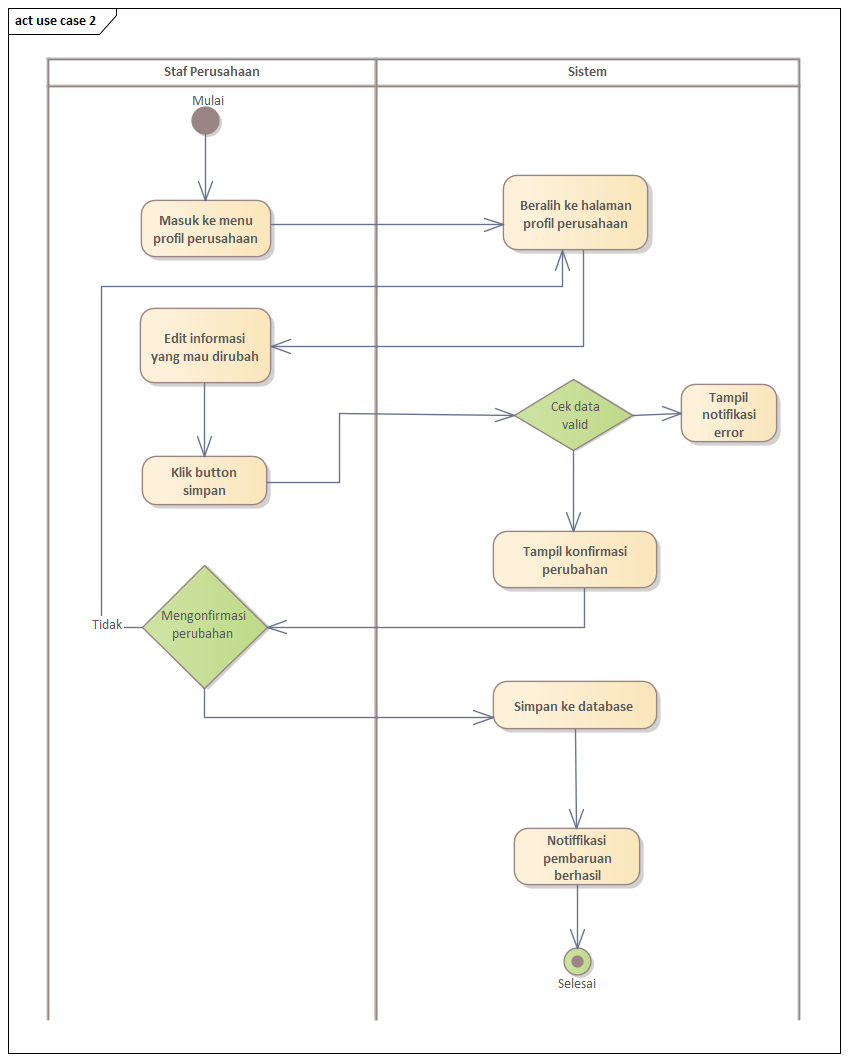 act use case 2
Staf Perusahaan
Sistem
Mulai
Masuk ke menu
profil perusahaan
Beralih ke halaman
profil perusahaan
Edit informasi
yang mau dirubah
Cek data
valid
Tampil
notifikasi
error
Klik button
simpan
Tampil konfirmasi
perubahan
Mengonfirmasi
perubahan
Tidak
Simpan ke database
Notiffikasi
pembaruan
berhasil
Selesai